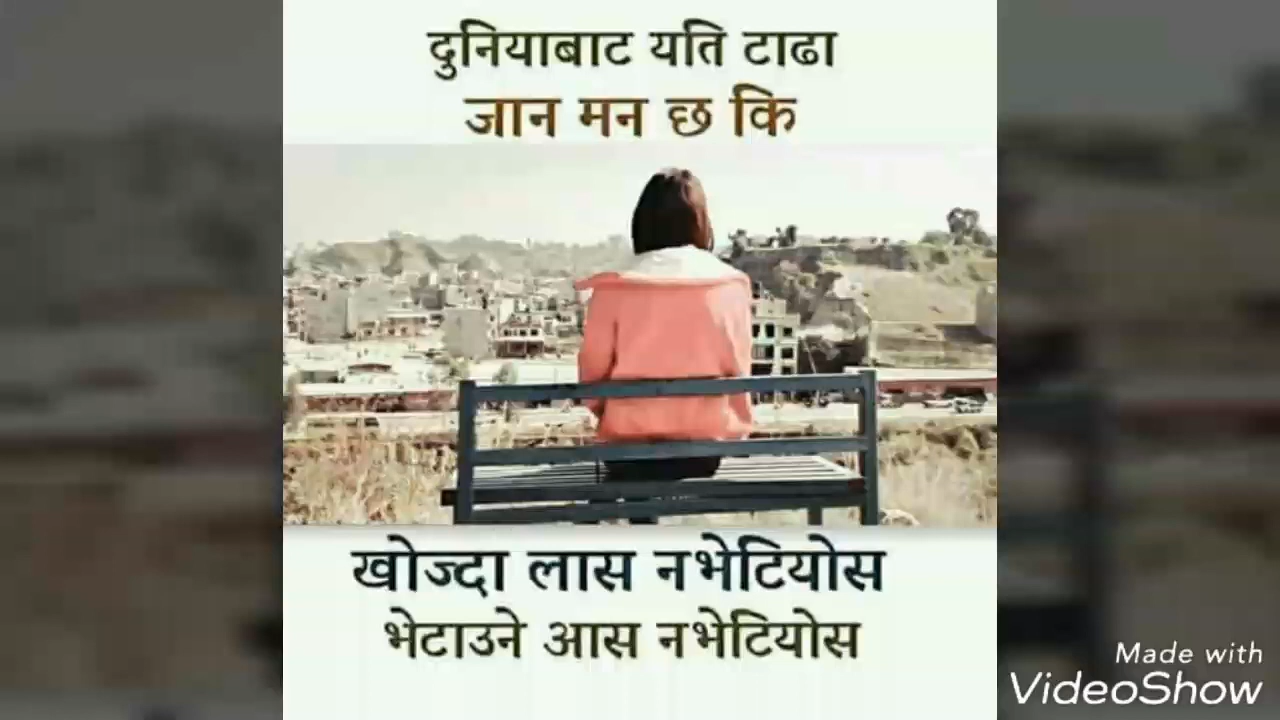 दुनियाबाट यति टाढा
जान मन छ कि
खोज्दा लास नभेटियोस
भेटाउने आस नभेटियोस
Made with
VideoShow